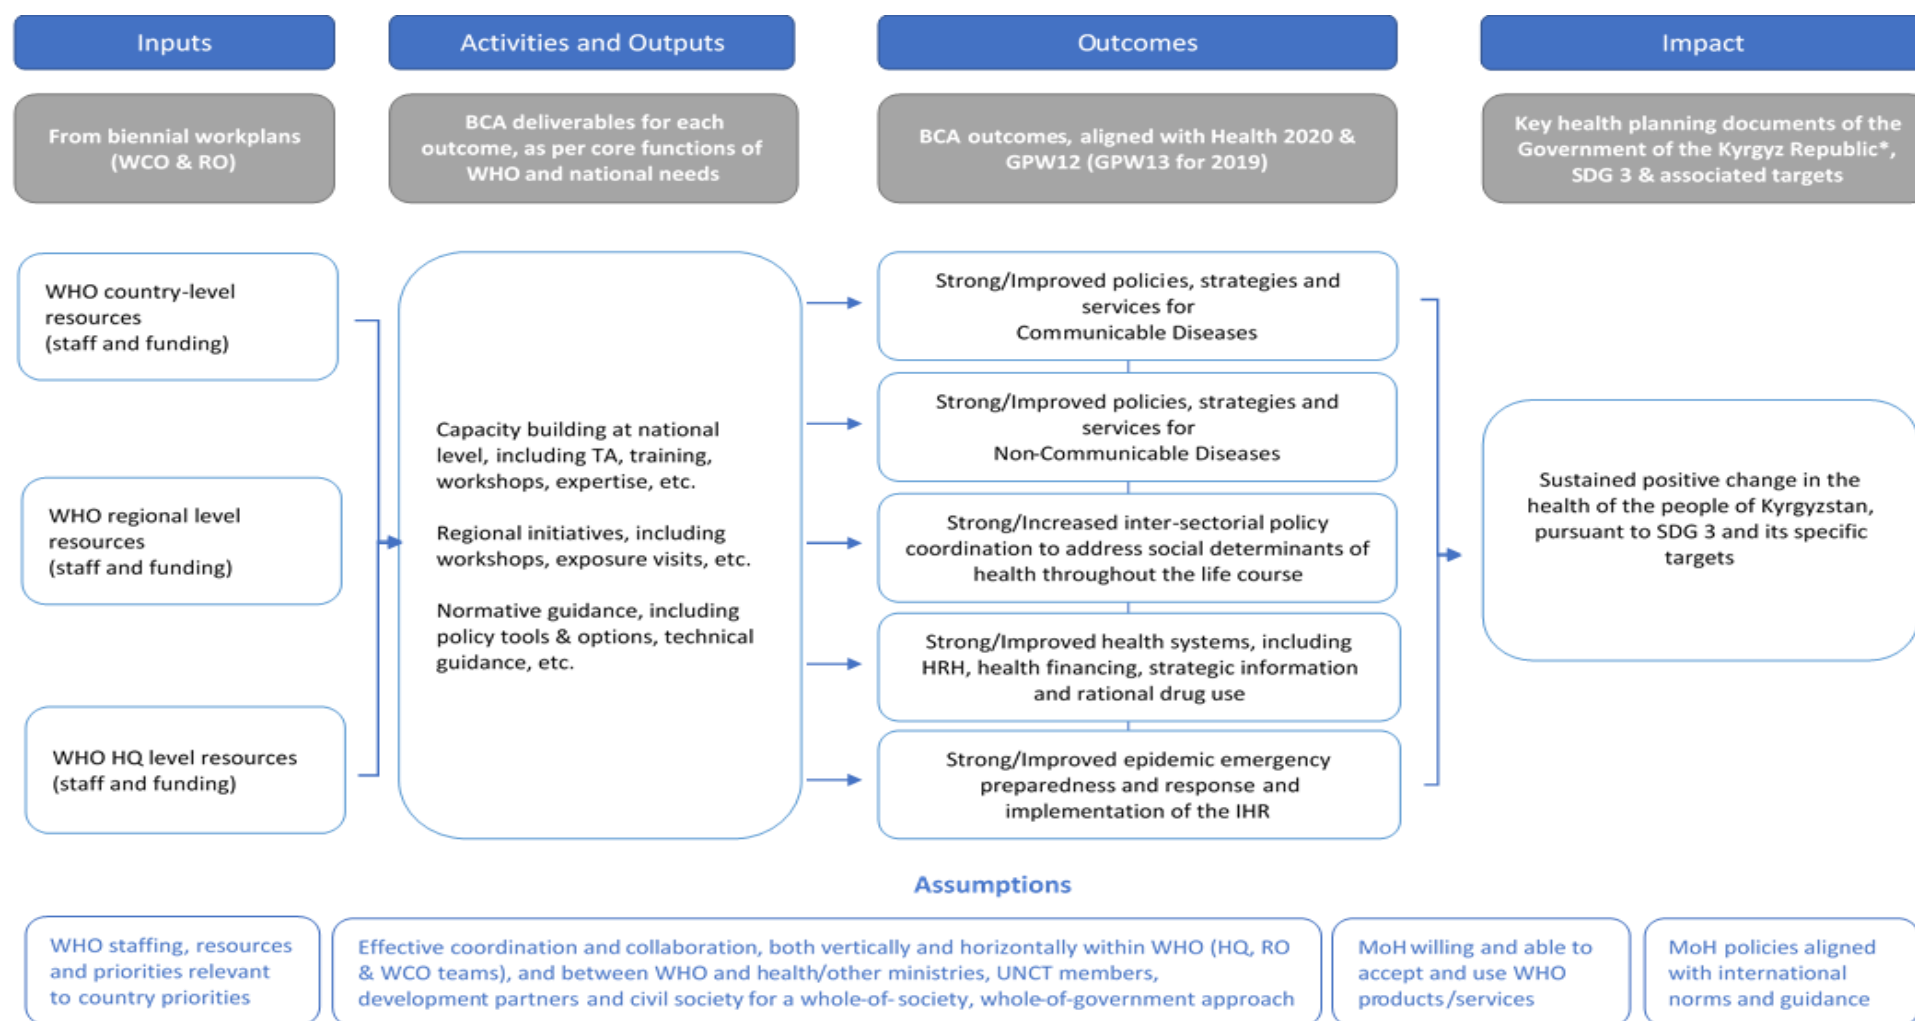 Inputs
Activities and Outputs
Outcomes
Impact
From biennial workplans
(WCO & RO)
BCA deliverables for each
outcome, as per core functions of
WHO and national needs
BCA outcomes, aligned with Health 2020 &
GPW12 (GPW13 for 2019)
Key health planning documents of the
Government of the Kyrgyz Republic*,
SDG 3 & associated targets
WHO country-level
resources
(staff and funding)
WHO regional level
resources
(staff and funding)
WHO HQ level resources
(staff and funding)
Capacity building at national
level, including TA, training,
workshops, expertise, etc.
Regional initiatives, including
workshops, exposure visits, etc.
Normative guidance, including
policy tools & options, technical
guidance, etc.
Strong/Improved policies, strategies and
services for
Communicable Diseases
Strong/Improved policies, strategies and
services for
Non-Communicable Diseases
Strong/Increased inter-sectorial policy
coordination to address social determinants of
health throughout the life course
Strong/Improved health systems, including
HRH, health financing, strategic information
and rational drug use
Strong/Improved epidemic emergency
preparedness and response and
implementation of the IHR
Sustained positive change in the
health of the people of Kyrgyzstan,
pursuant to SDG 3 and its specific
targets
Assumptions
WHO staffing, resources
and priorities relevant
to country priorities
Effective coordination and collaboration, both vertically and horizontally within WHO (HQ, RO
& WCO teams), and between WHO and health/other ministries, UNCT members,
development partners and civil society for a whole-of-society, whole-of-government approach
MoH willing and able to
accept and use WHO
products/services
MoH policies aligned
with international
norms and guidance